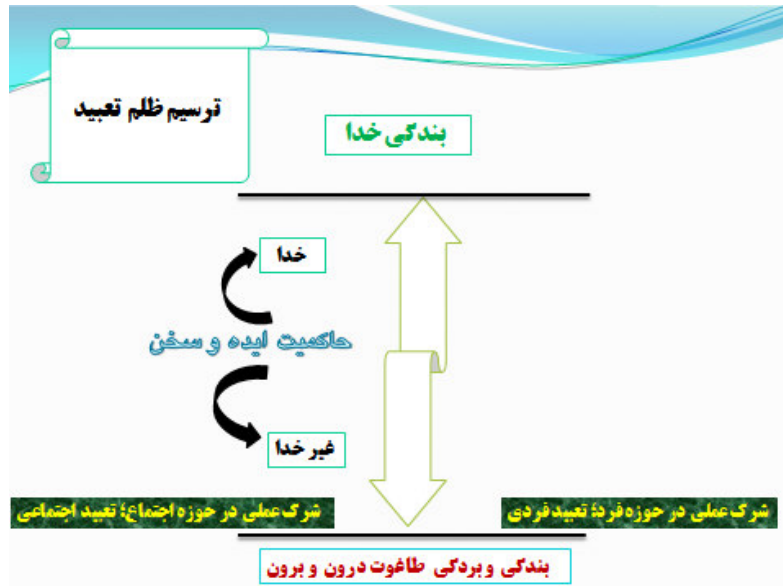 ترسیم ظلم تعبید
بندگی خدا
خدا
حاکمیت ایده و سخن
غیر خدا
شرک عملی در حوزه فرد؛ تعبید فردی
شرک عملی در حوزه اجتماع؛ تعبید اجتماعی
بندگی و بردگی طاغوت درون و برون